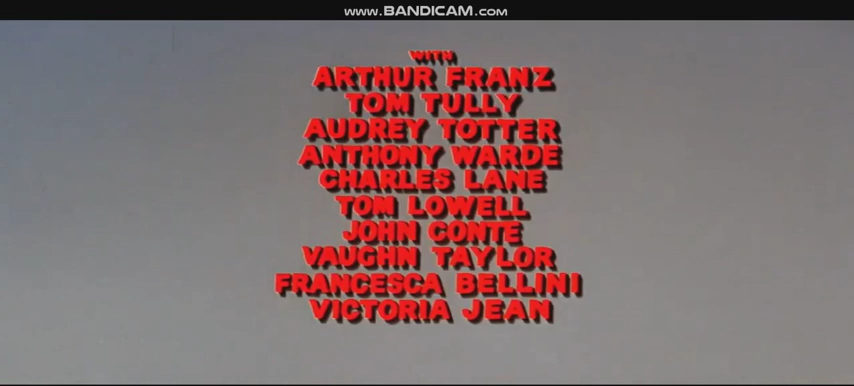 www.BANDICAM.com
WITH
ARTHUR FRANZ
TOM TULLY
AUDREY TOTTER
ANTHONY WARDE
CHARLES LANE
TOM LOWELL
JOHN CONTE
VAUGHN TAYLOR
FRANCESCA BELLINI
VICTORIA JEAN